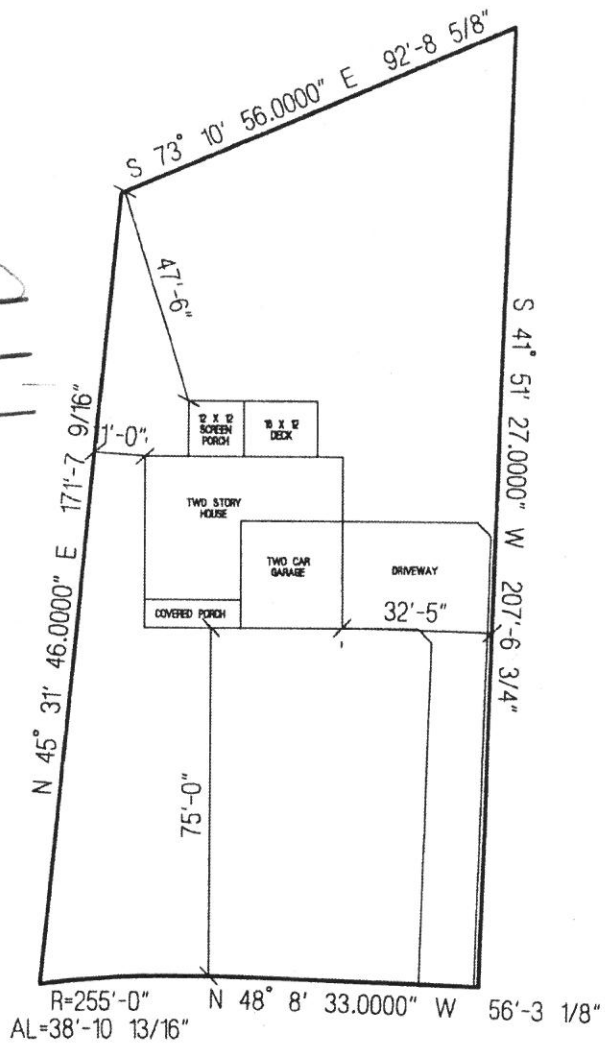 S 73° 10' 56.0000" E 92'-8 5/8"
47'-6"
S 41° 51' 27.0000" W 207'-6 3/4"
N 45° 31' 46.0000" E 171'-7 9/16"
1'-0"
12 X 12
SCREEN
PORCH
X 12
DECK
TWO STORY
HOUSE
TWO CAR
GARAGE
DRIVEWAY
COVERED PORCH
32'-5"
75'-0"
R=255'-0"
AL=38'-10 13/16"
N 48° 8' 33.0000" W 56'-3 1/8"